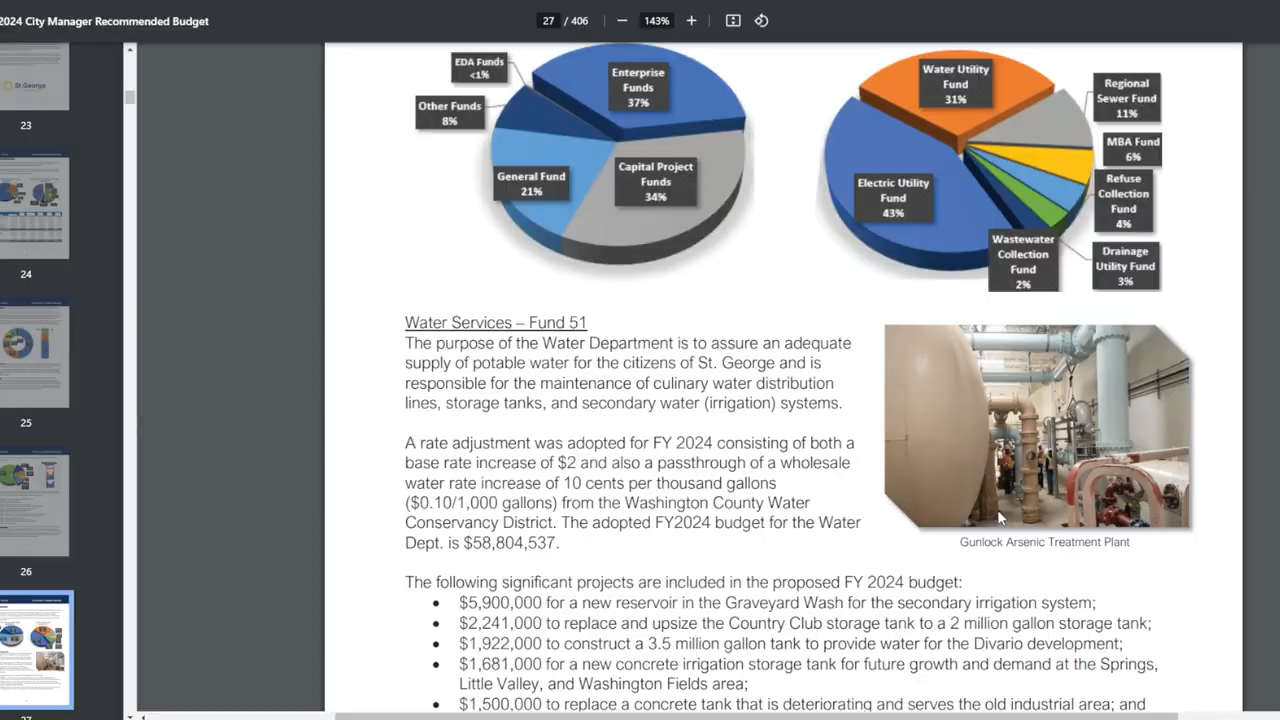 2024 City Manager Recommended Budget
27 / 406
143%
St.George
23
24
25
26
27
EDA Funds
<1%
Other Funds
8%
General Fund
21%
Enterprise
Funds
37%
Capital Project
Funds
34%
Water Utility
Fund
31%
Electric Utility
Fund
43%
Regional
Sewer Fund
11%
MBA Fund
6%
Refuse
Collection
Fund
4%
Drainage
Utility Fund
3%
Wastewater
Collection
Fund
2%
Water Services – Fund 51
The purpose of the Water Department is to assure an adequate
supply of potable water for the citizens of St. George and is
responsible for the maintenance of culinary water distribution
lines, storage tanks, and secondary water (irrigation) systems.
A rate adjustment was adopted for FY 2024 consisting of both a
base rate increase of $2 and also a passthrough of a wholesale
water rate increase of 10 cents per thousand gallons
($0.10/1,000 gallons) from the Washington County Water
Conservancy District. The adopted FY2024 budget for the Water
Dept. is $58,804,537.
Gunlock Arsenic Treatment Plant
The following significant projects are included in the proposed FY 2024 budget:
• $5,900,000 for a new reservoir in the Graveyard Wash for the secondary irrigation system;
• $2,241,000 to replace and upsize the Country Club storage tank to a 2 million gallon storage tank;
• $1,922,000 to construct a 3.5 million gallon tank to provide water for the Divario development;
• $1,681,000 for a new concrete irrigation storage tank for future growth and demand at the Springs,
Little Valley, and Washington Fields area;
• $1,500,000 to replace a concrete tank that is deteriorating and serves the old industrial area; and